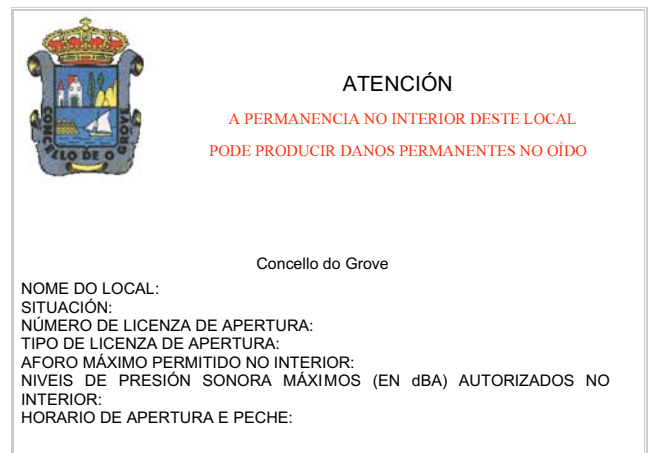 CONCELLO DE O GROVE
ATENCIÓN
A PERMANENCIA NO INTERIOR DESTE LOCAL
PODE PRODUCIR DANOS PERMANENTES NO OÍDO
Concello do Grove
NOME DO LOCAL:
SITUACIÓN:
NÚMERO DE LICENZA DE APERTURA:
TIPO DE LICENZA DE APERTURA:
AFORO MÁXIMO PERMITIDO NO INTERIOR:
NIVEIS DE PRESIÓN SONORA MÁXIMOS (EN dBA) AUTORIZADOS NO
INTERIOR:
HORARIO DE APERTURA E PECHE: